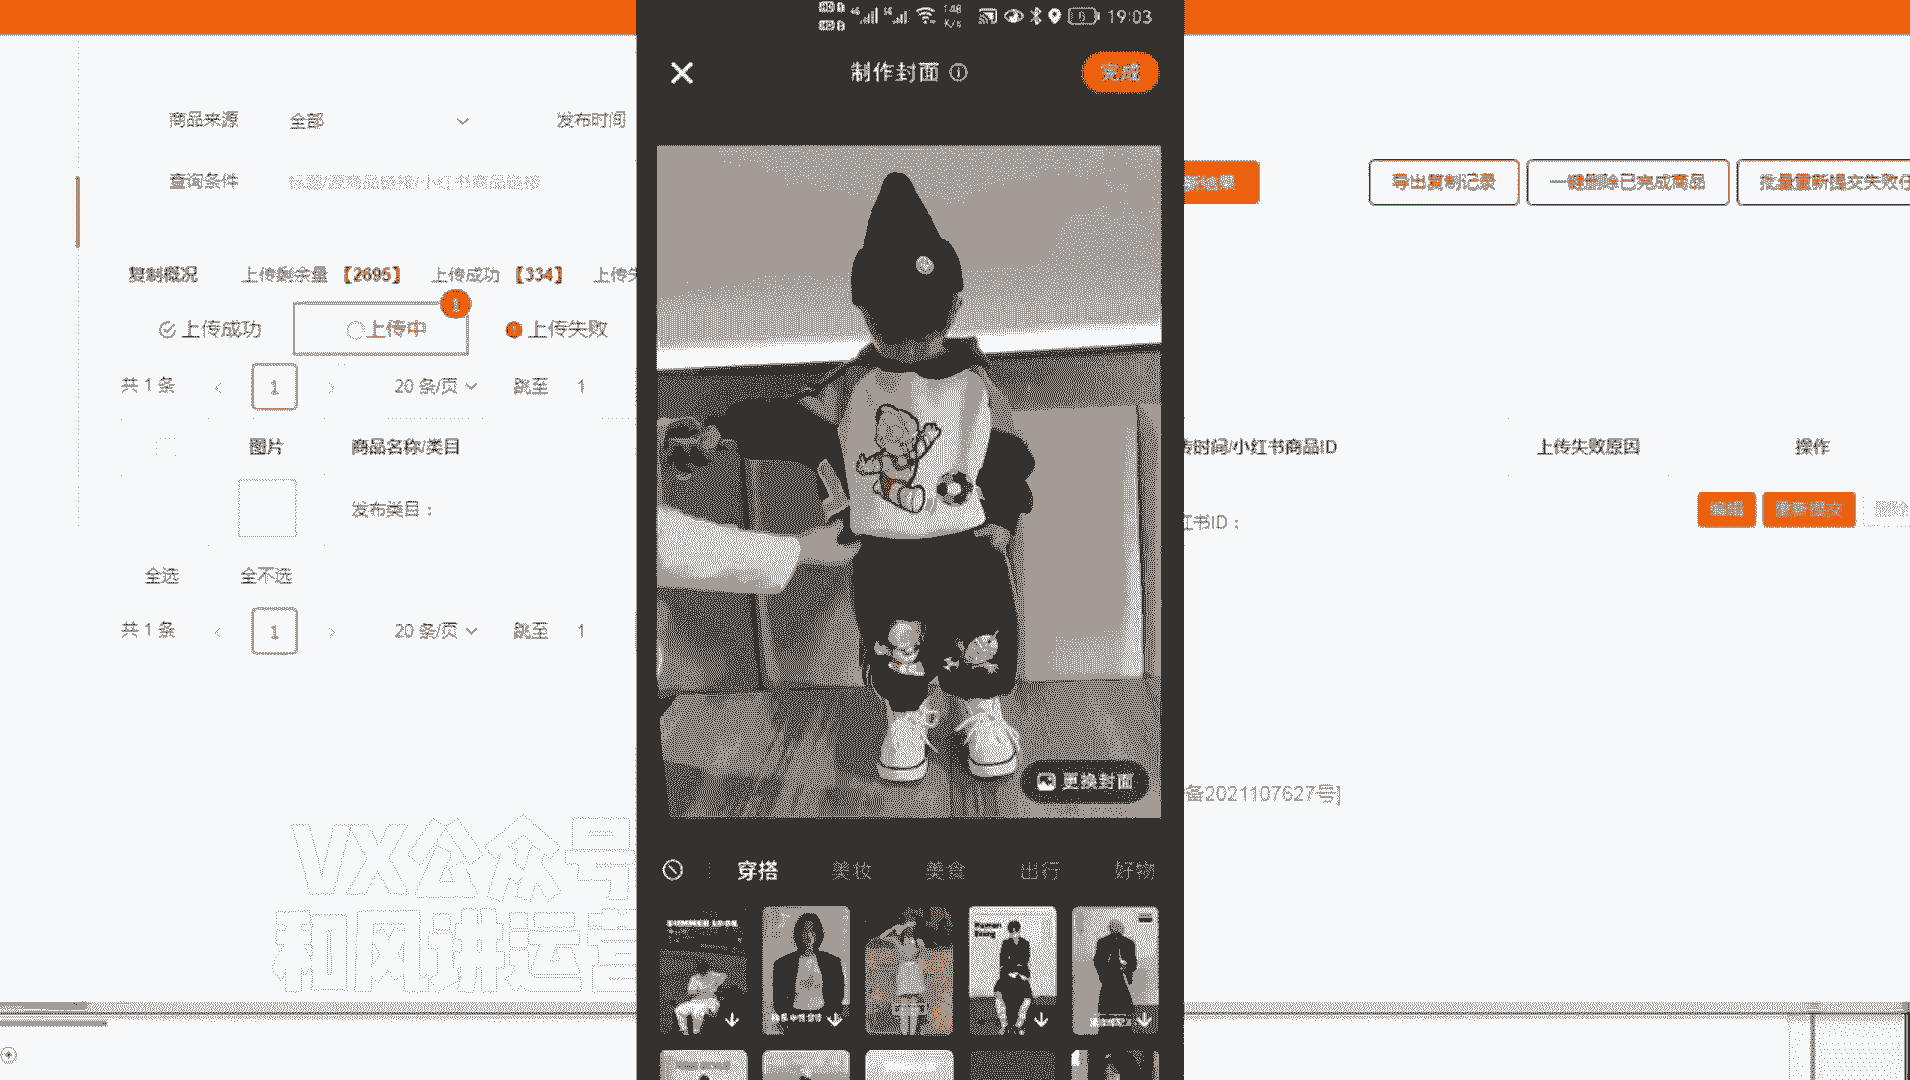 148
K/s
6
19:03
制作封面
完成
商品来源
全部
发布时间
查询条件
标题/源商品链接/小红书商品链接
新结果
导出复制记录
一键删除已完成商品
批量重新提交失败
复制概况
上传剩余量【2695】
上传成功【334】
上传失
上传成功
上传中
1
上传失败
共 1 条
1
20 条/页
跳至
1
图片
商品名称/类目
传时间/小红书商品ID
上传失败原因
操作
发布类目：
红书ID：
编辑
重新提交
删除
全选
全不选
共 1 条
1
20 条/页
跳至
1
更换封面
备2021107627号]
VX公众号
和风讲运营
穿搭
美妆
美食
出行
好物
Human